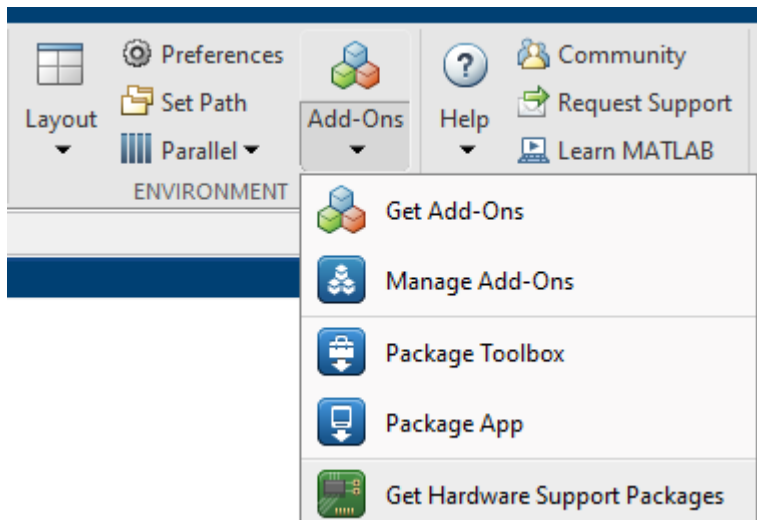 Layout
Preferences
Set Path
Parallel
ENVIRONMENT
Add-Ons
Help
Community
Request Support
Learn MATLAB
Get Add-Ons
Manage Add-Ons
Package Toolbox
Package App
Get Hardware Support Packages